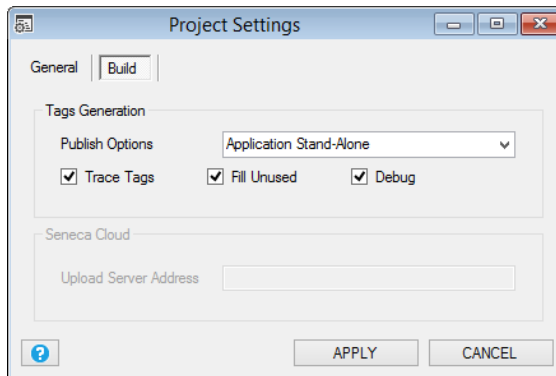 Project Settings
General Build
Tags Generation
Publish Options Application Stand-Alone
Trace Tags Fill Unused Debug
Seneca Cloud
Upload Server Address
? APPLY CANCEL